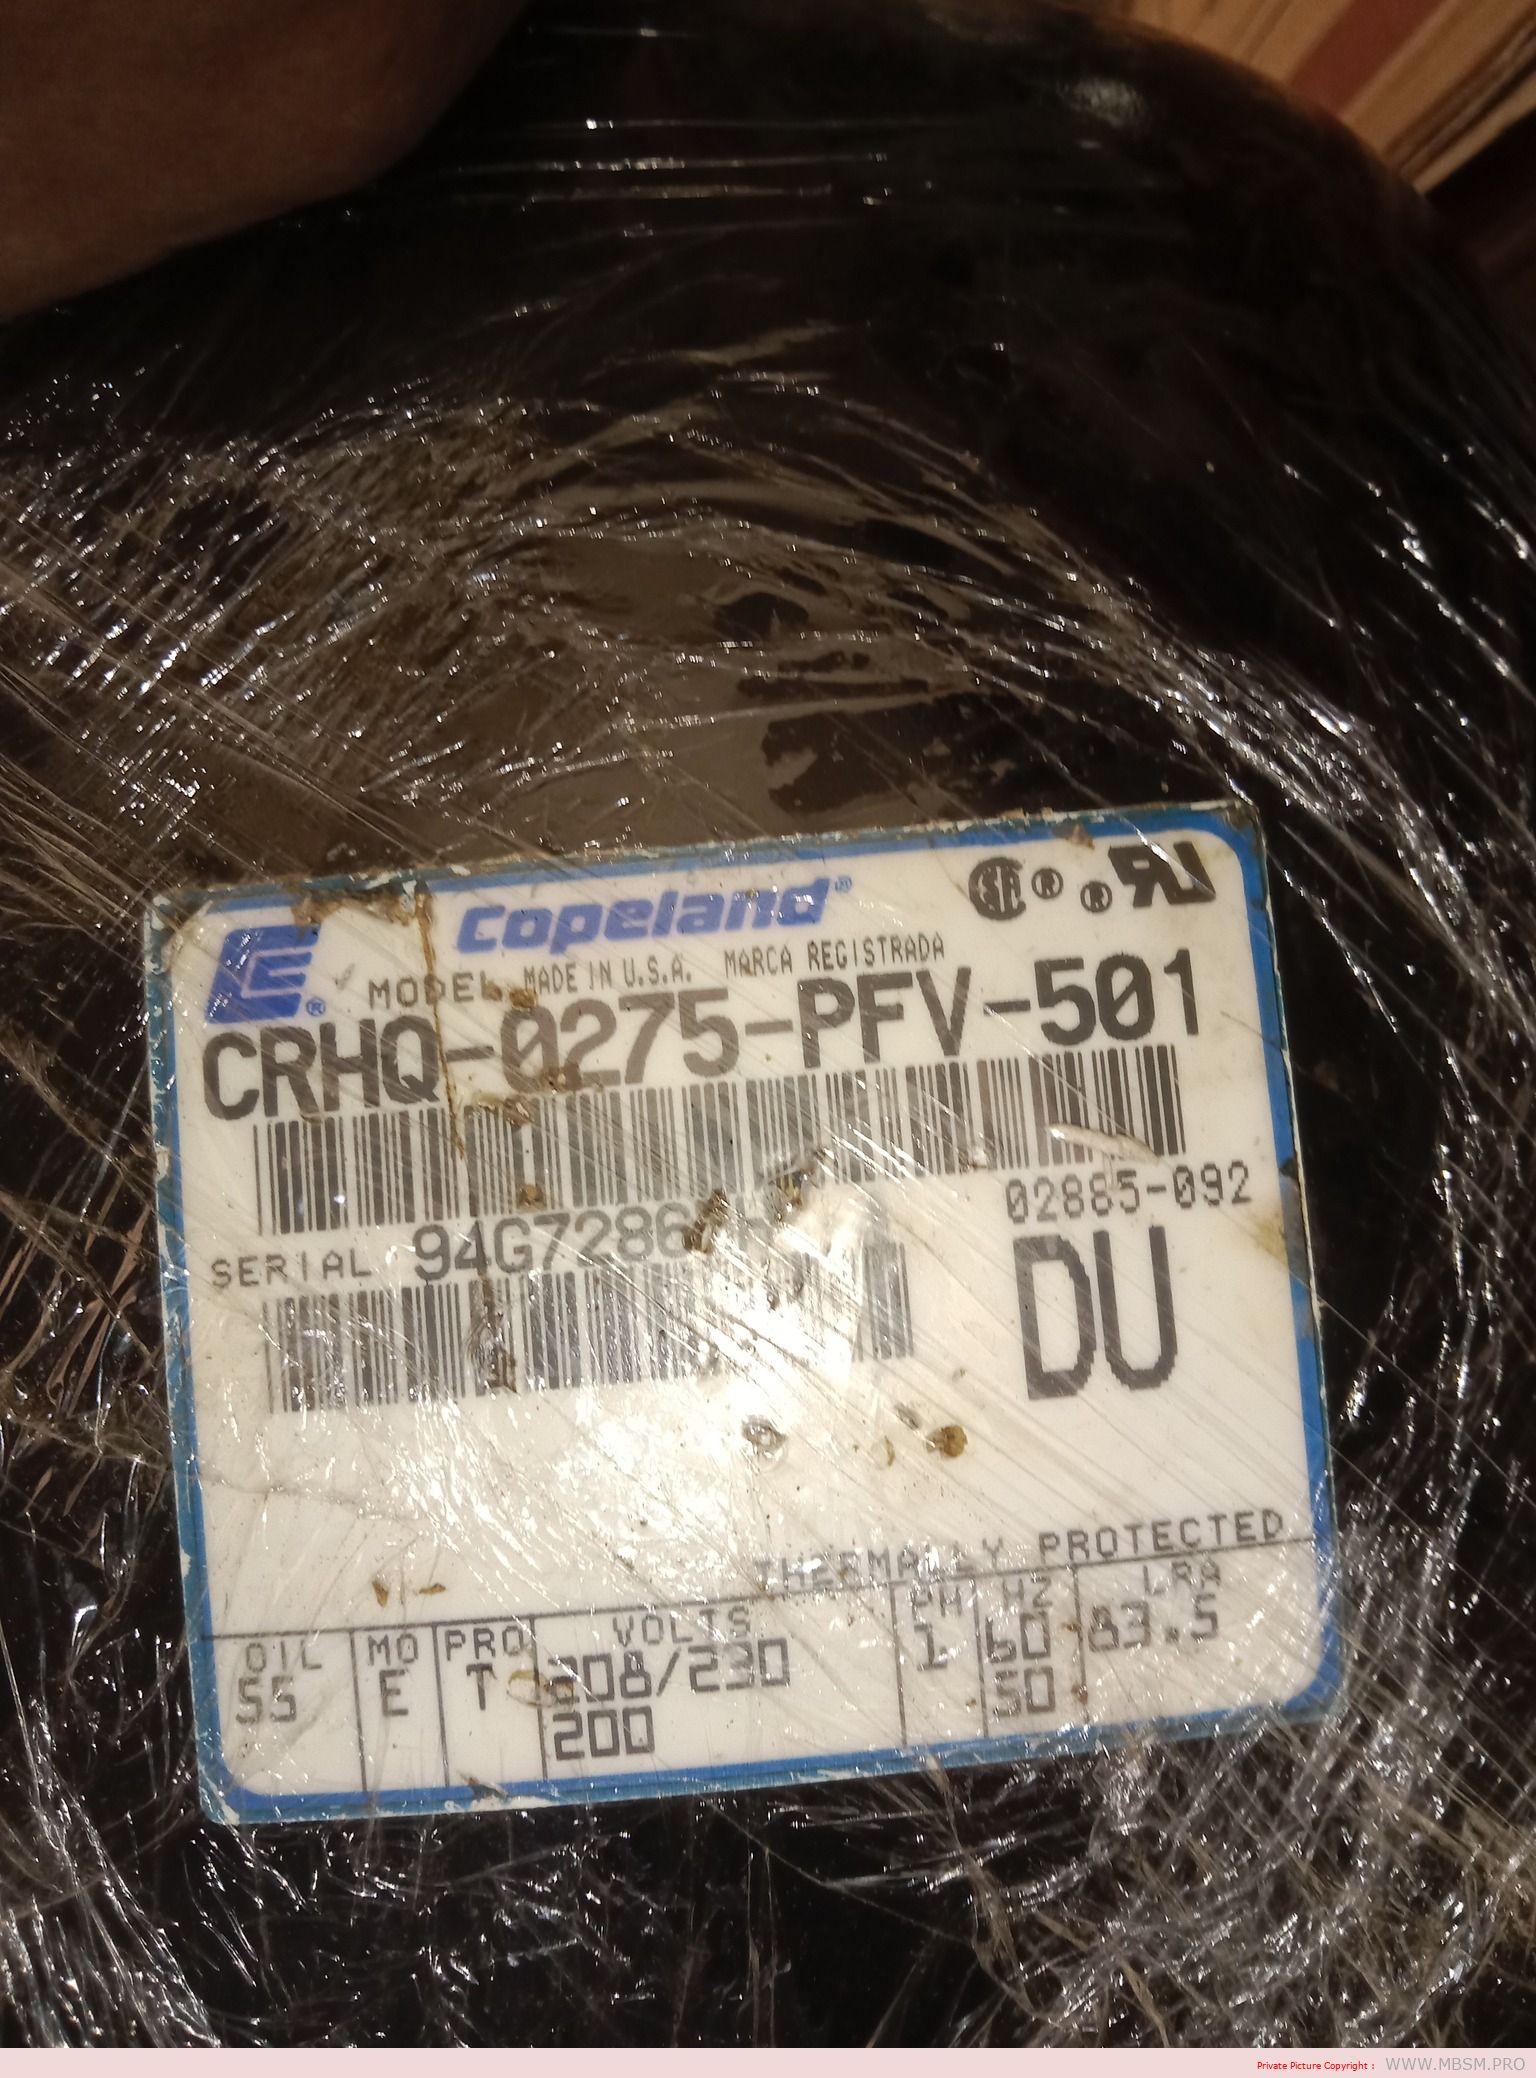 Copeland®
CSA ® ® RU
MADE IN U.S.A. MARCA REGISTRADA
MODEL
CRHQ-0275-PFV-501
02885-092
SERIAL
DU
THERMALLY PROTECTED
OIL MO PRO VOLTS PH HZ LRA
55 E T 208/230 1 60 83.5
200 50
Private Picture Copyright : WWW.MBSM.PRO